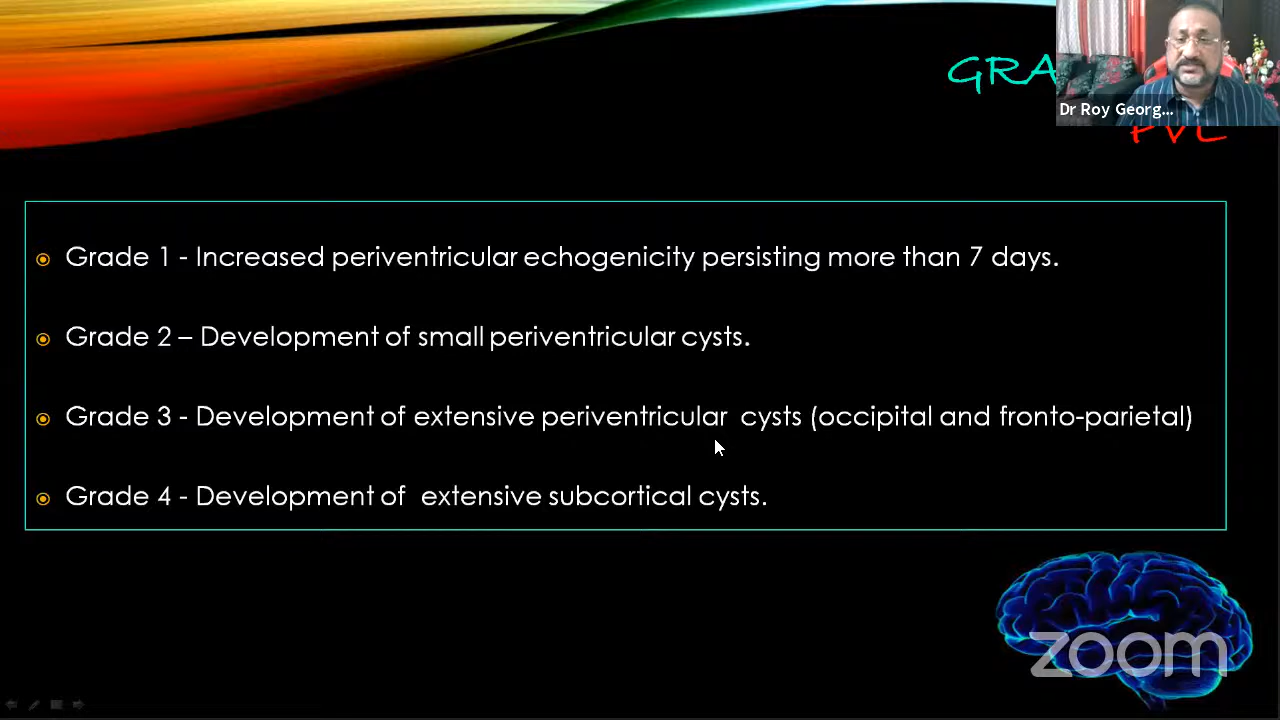 GRA
Dr Roy Georg...
PVL
Grade 1 - Increased periventricular echogenicity persisting more than 7 days.
Grade 2 – Development of small periventricular cysts.
Grade 3 - Development of extensive periventricular  cysts (occipital and fronto-parietal)
Grade 4 - Development of  extensive subcortical cysts.
zoom